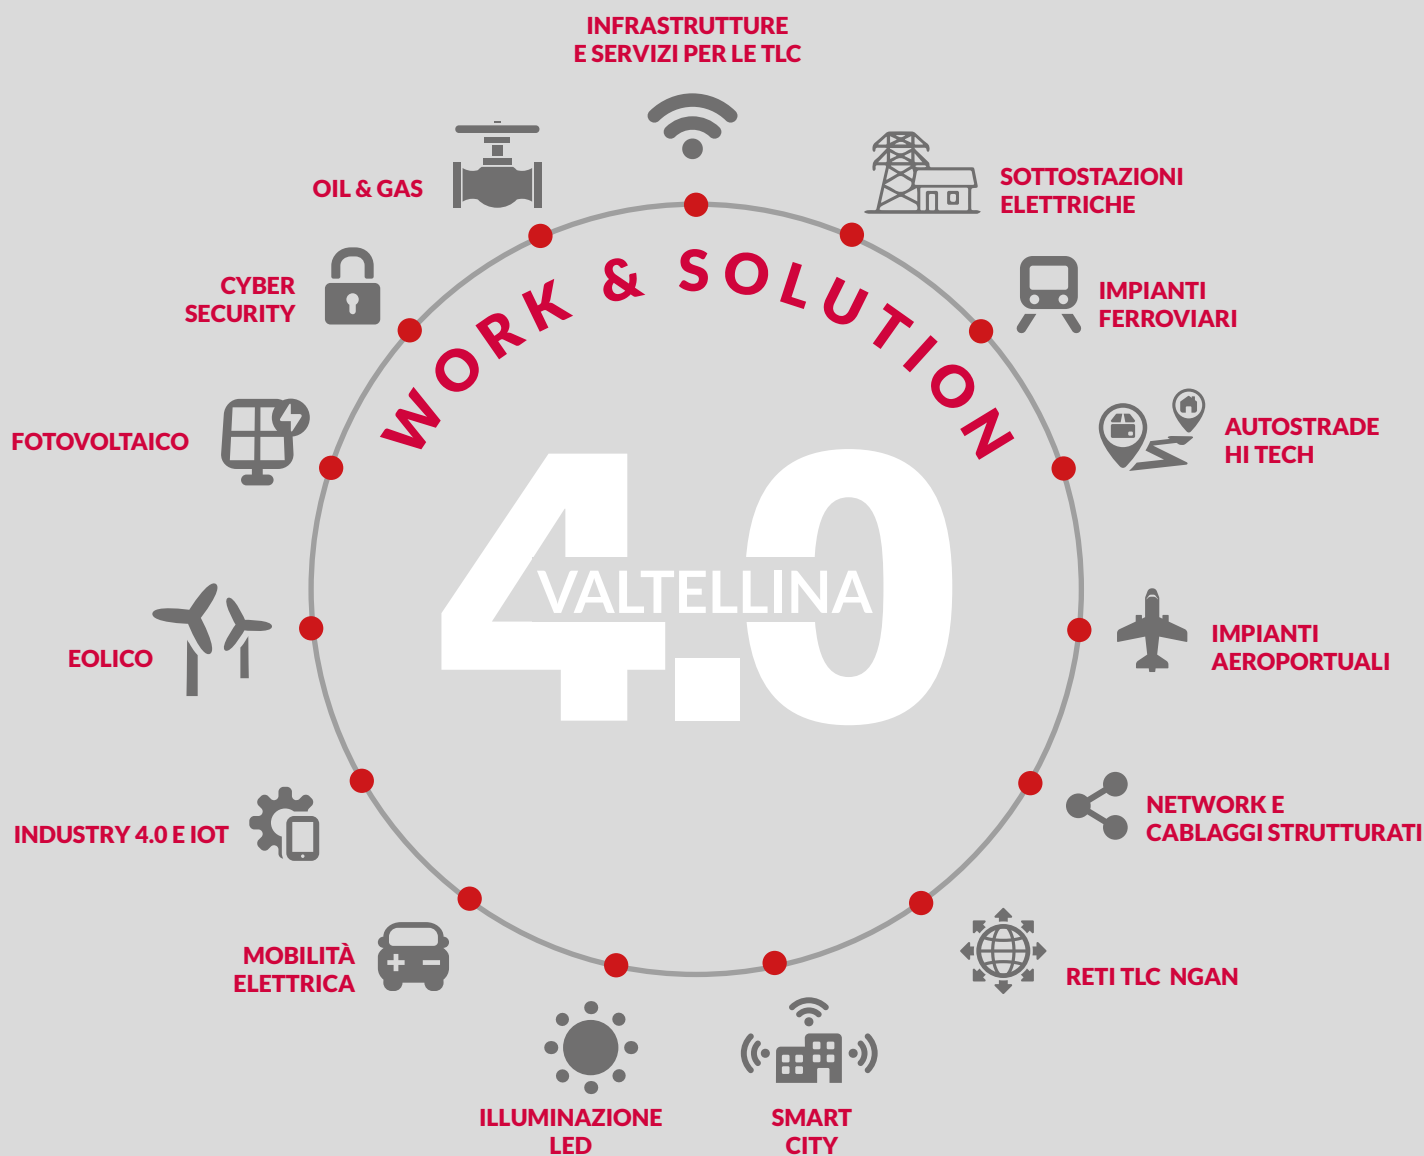 INFRASTRUTTURE
E SERVIZI PER LE TLC
SOTTOSTAZIONI
ELETTRICHE
IMPIANTI
FERROVIARI
AUTOSTRADE
HI TECH
IMPIANTI
AEROPORTUALI
NETWORK E
CABLAGGI STRUTTURATI
RETI TLC NGAN
SMART
CITY
ILLUMINAZIONE
LED
MOBILITÀ
ELETTRICA
INDUSTRY 4.0 E IOT
EOLICO
FOTOVOLTAICO
CYBER
SECURITY
OIL & GAS
WORK & SOLUTION
4.0
VALTELLINA